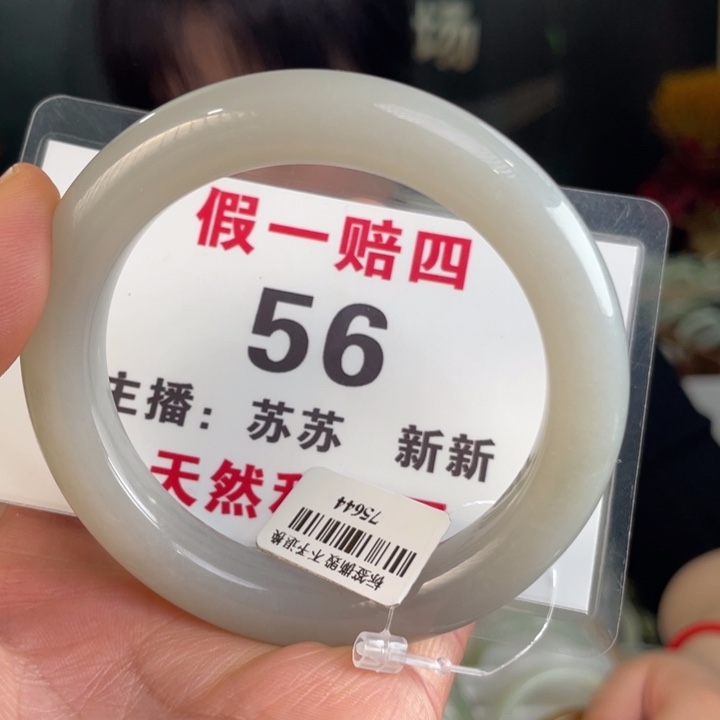 场
假一赔四
56
主播：苏苏 新新
天然
75644
标签撕毁 不予退换